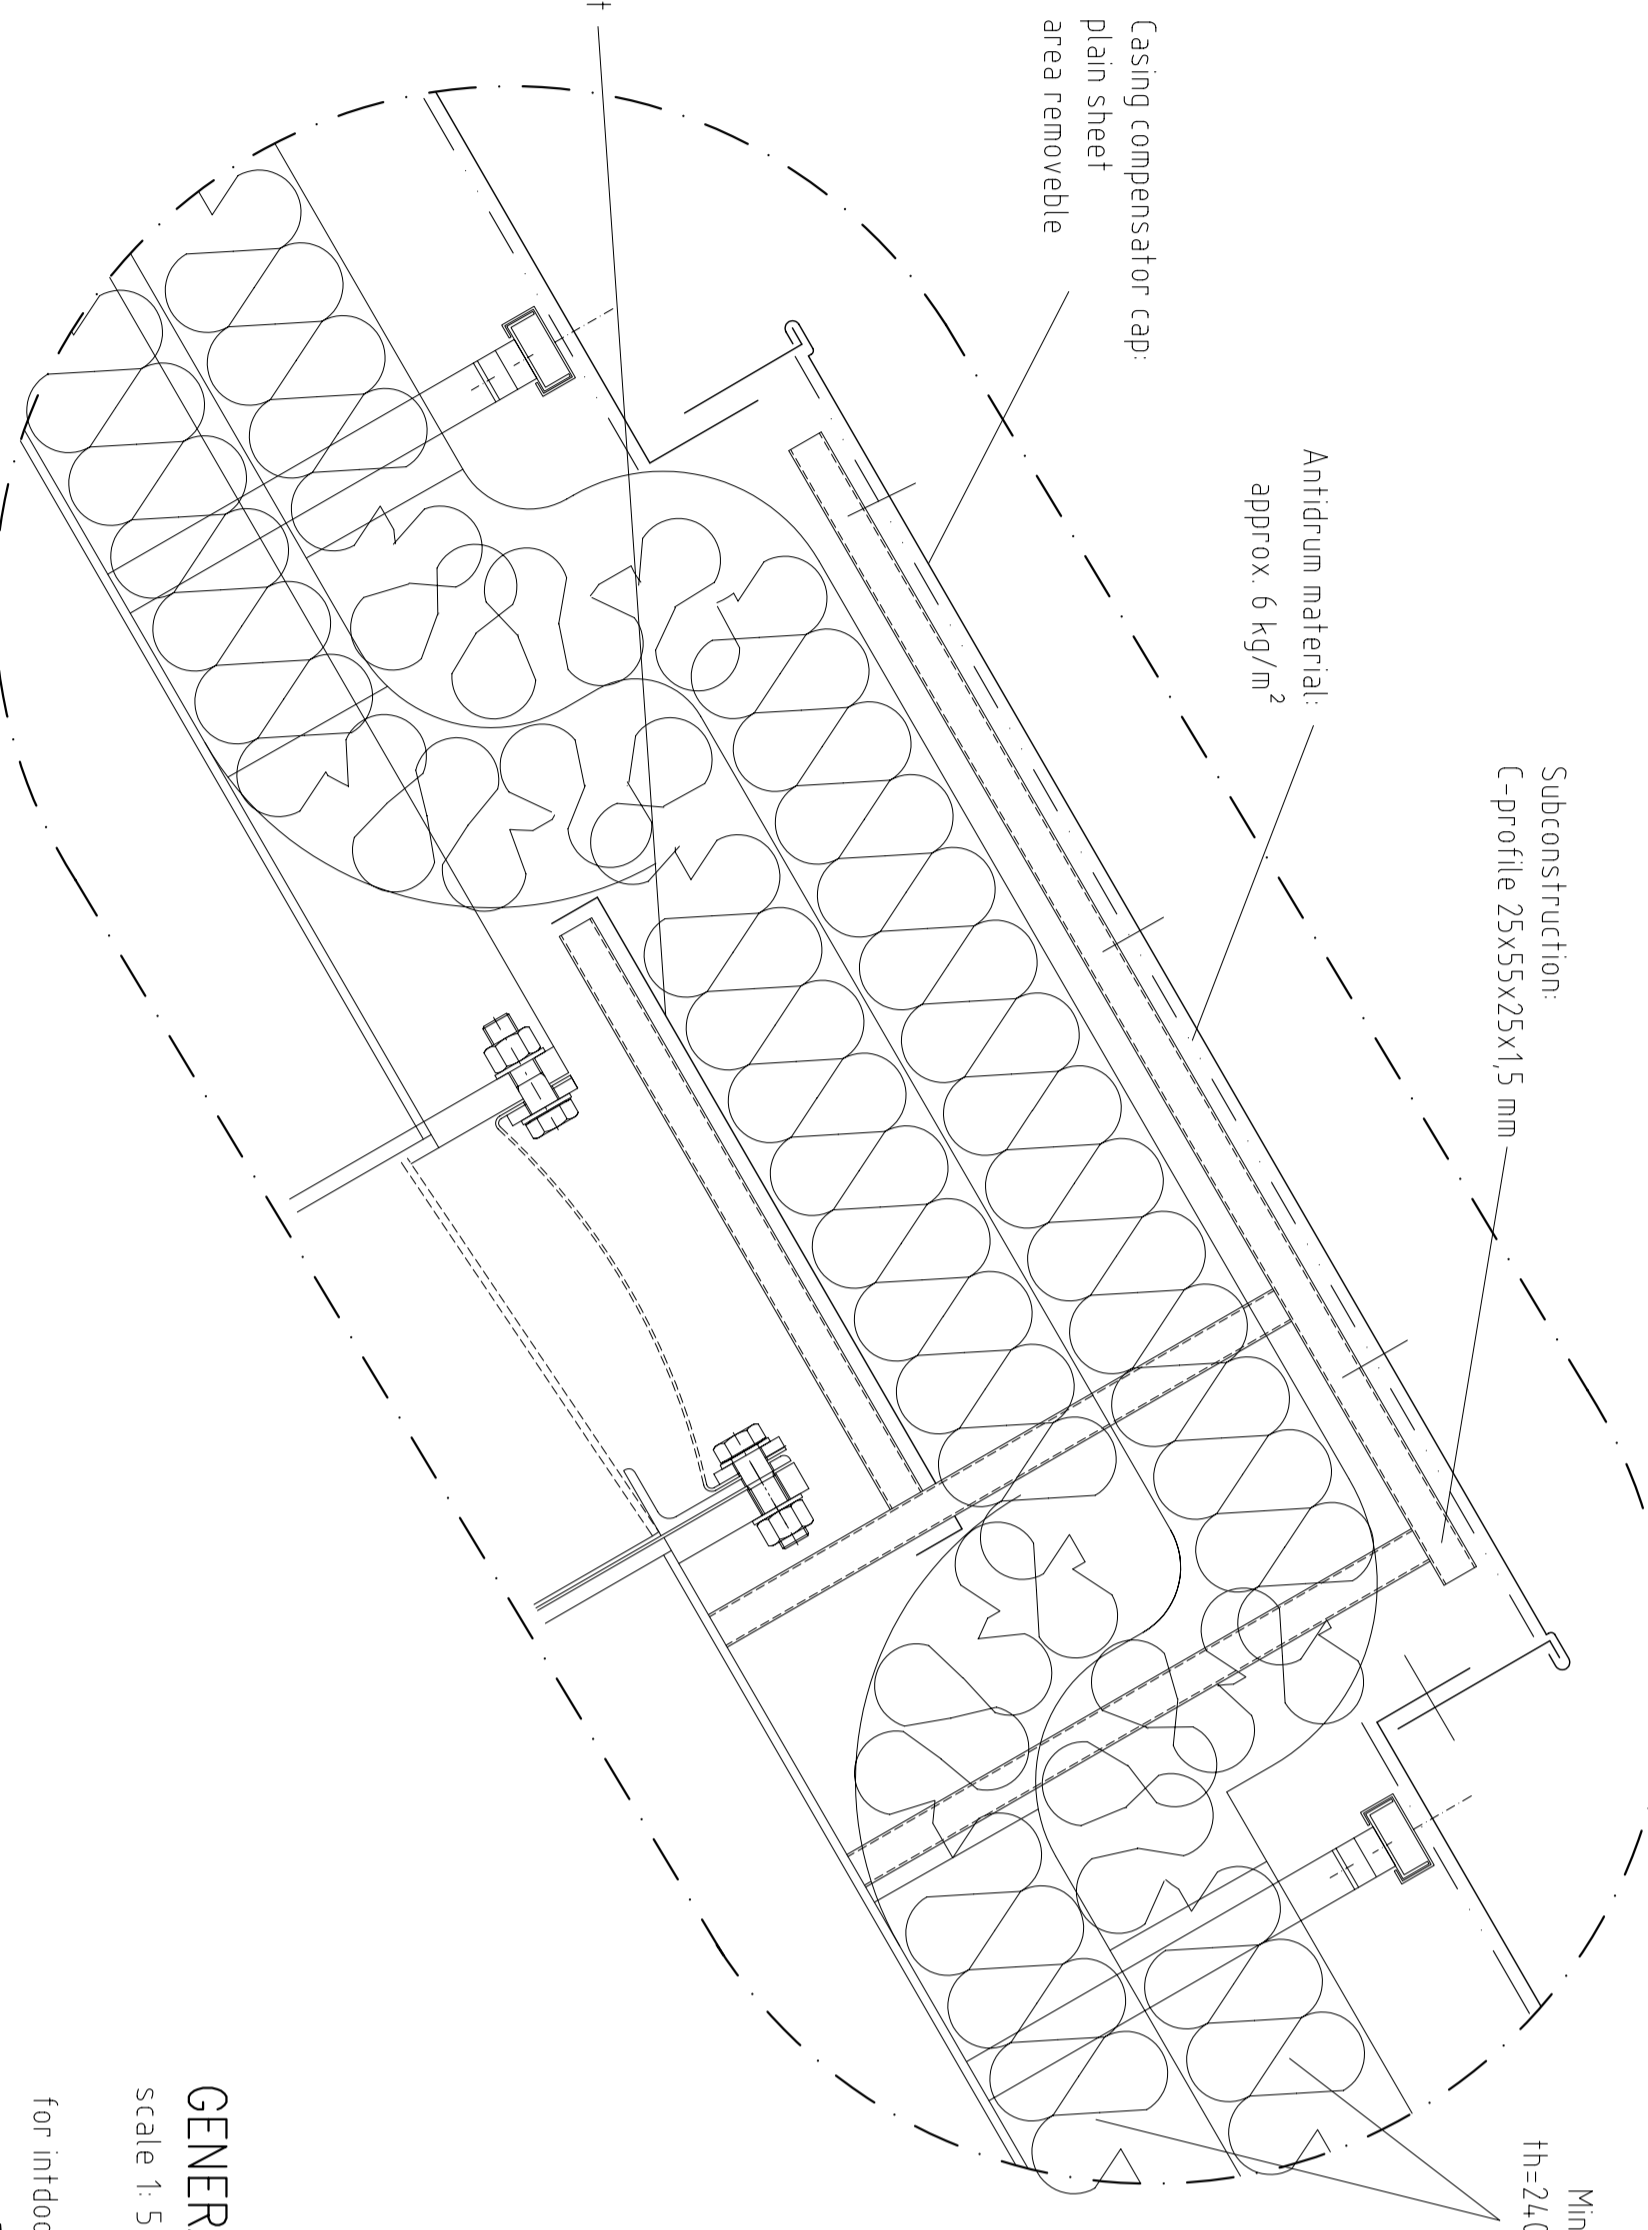 Casing compensator cap:
plain sheet
area removeble
Antidrum material:
approx. 6 kg/m²
Subconstruction:
C-profile 25x55x25x1,5 mm
Min
th=240
GENER
scale 1: 5
for intdoc